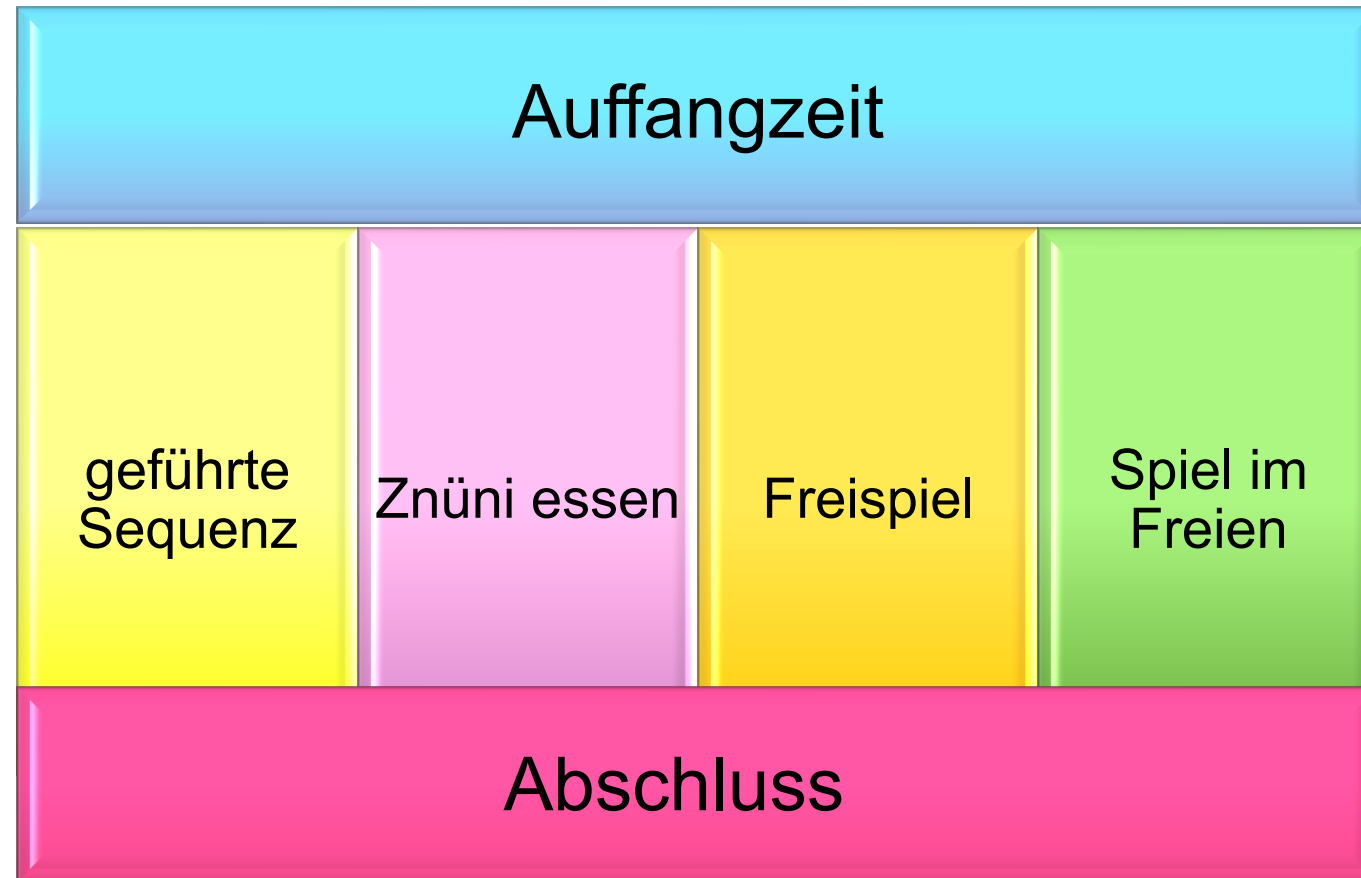 Auffangzeit
geführte
Sequenz
Znüni essen
Freispiel
Spiel im
Freien
Abschluss